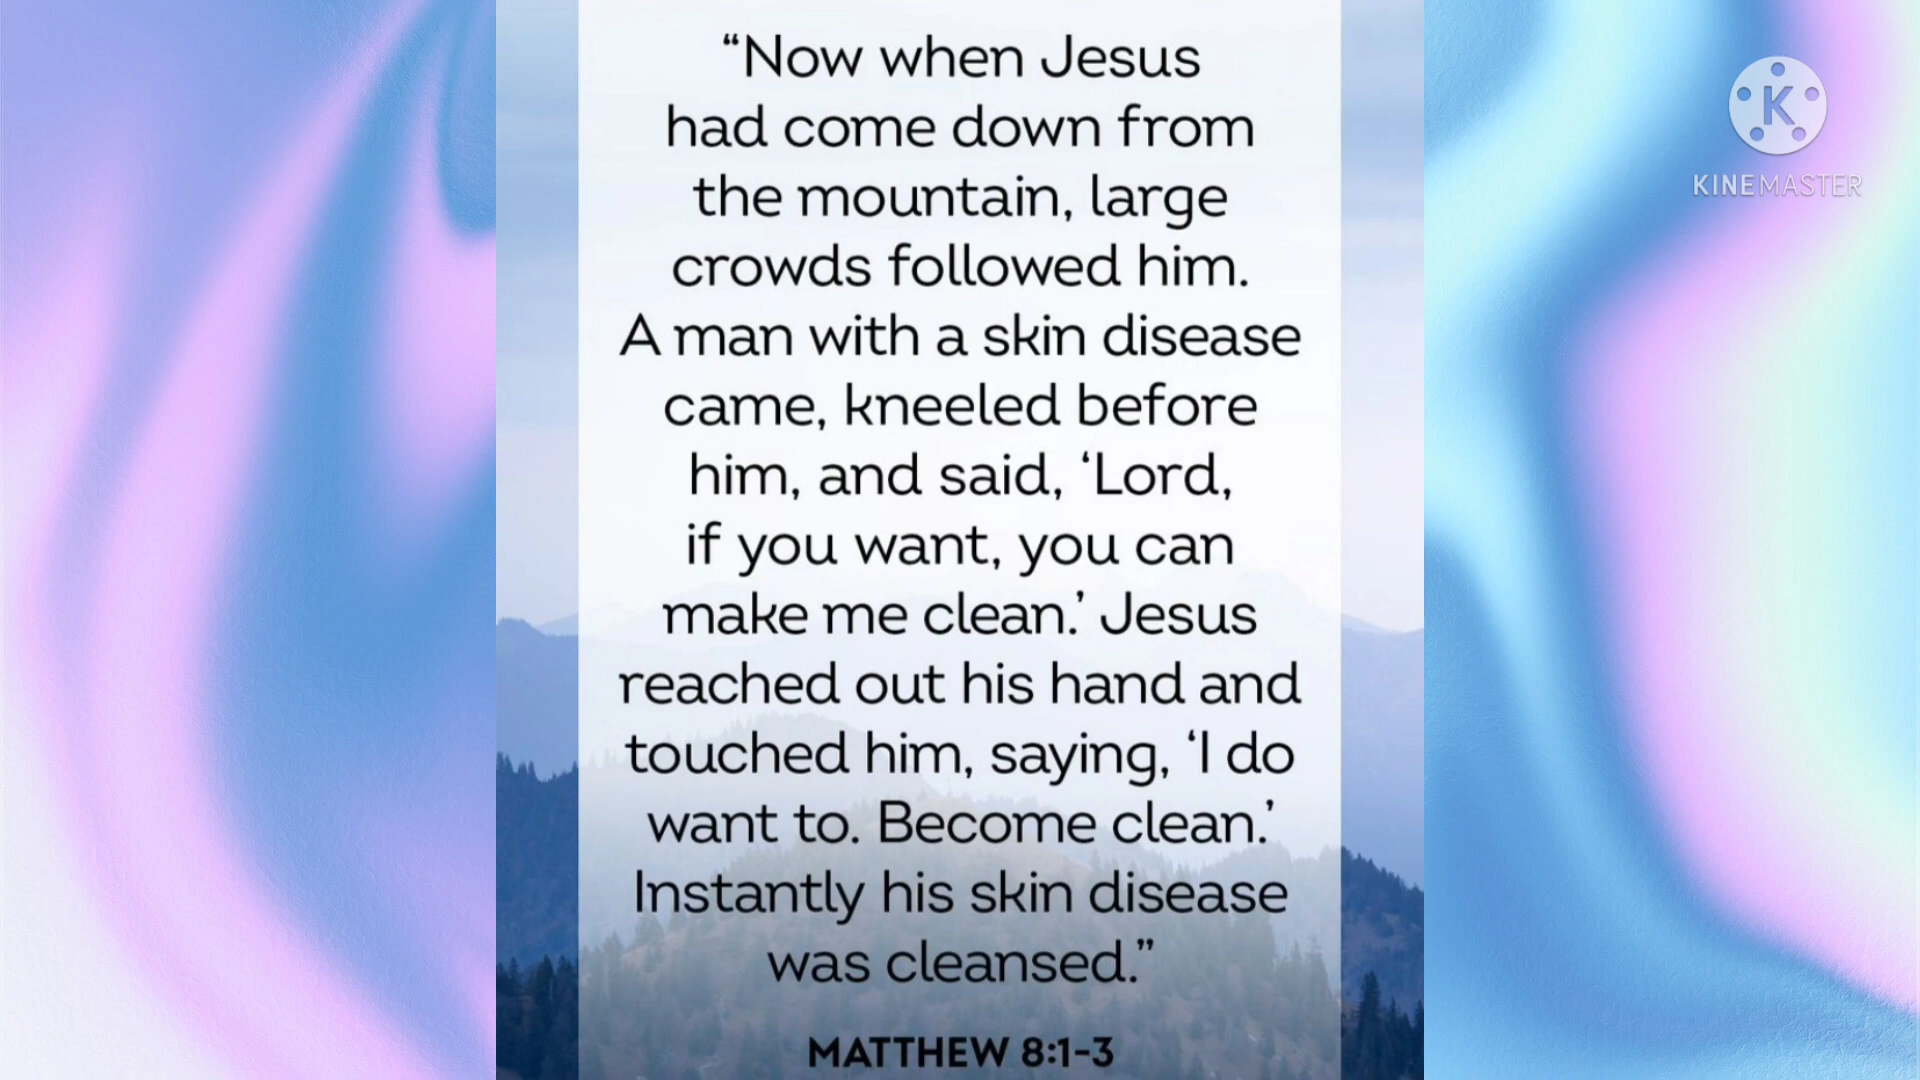 “Now when Jesus
had come down from
the mountain, large
crowds followed him.
A man with a skin disease
came, kneeled before
him, and said, ‘Lord,
if you want, you can
make me clean.’ Jesus
reached out his hand and
touched him, saying, ‘I do
want to. Become clean.’
Instantly his skin disease
was cleansed.”
MATTHEW 8:1-3
K
KINEMASTER